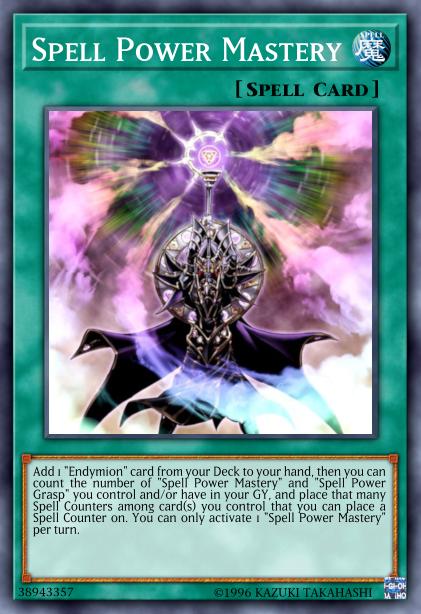 Spell Power Mastery
SPELL
魔
[Spell Card]
Add 1 "Endymion" card from your Deck to your hand, then you can
count the number of "Spell Power Mastery" and "Spell Power
Grasp" you control and/or have in your GY, and place that many
Spell Counters among card(s) you control that you can place a
Spell Counter on. You can only activate 1 "Spell Power Mastery"
per turn.
38943357
©1996 KAZUKI TAKAHASHI